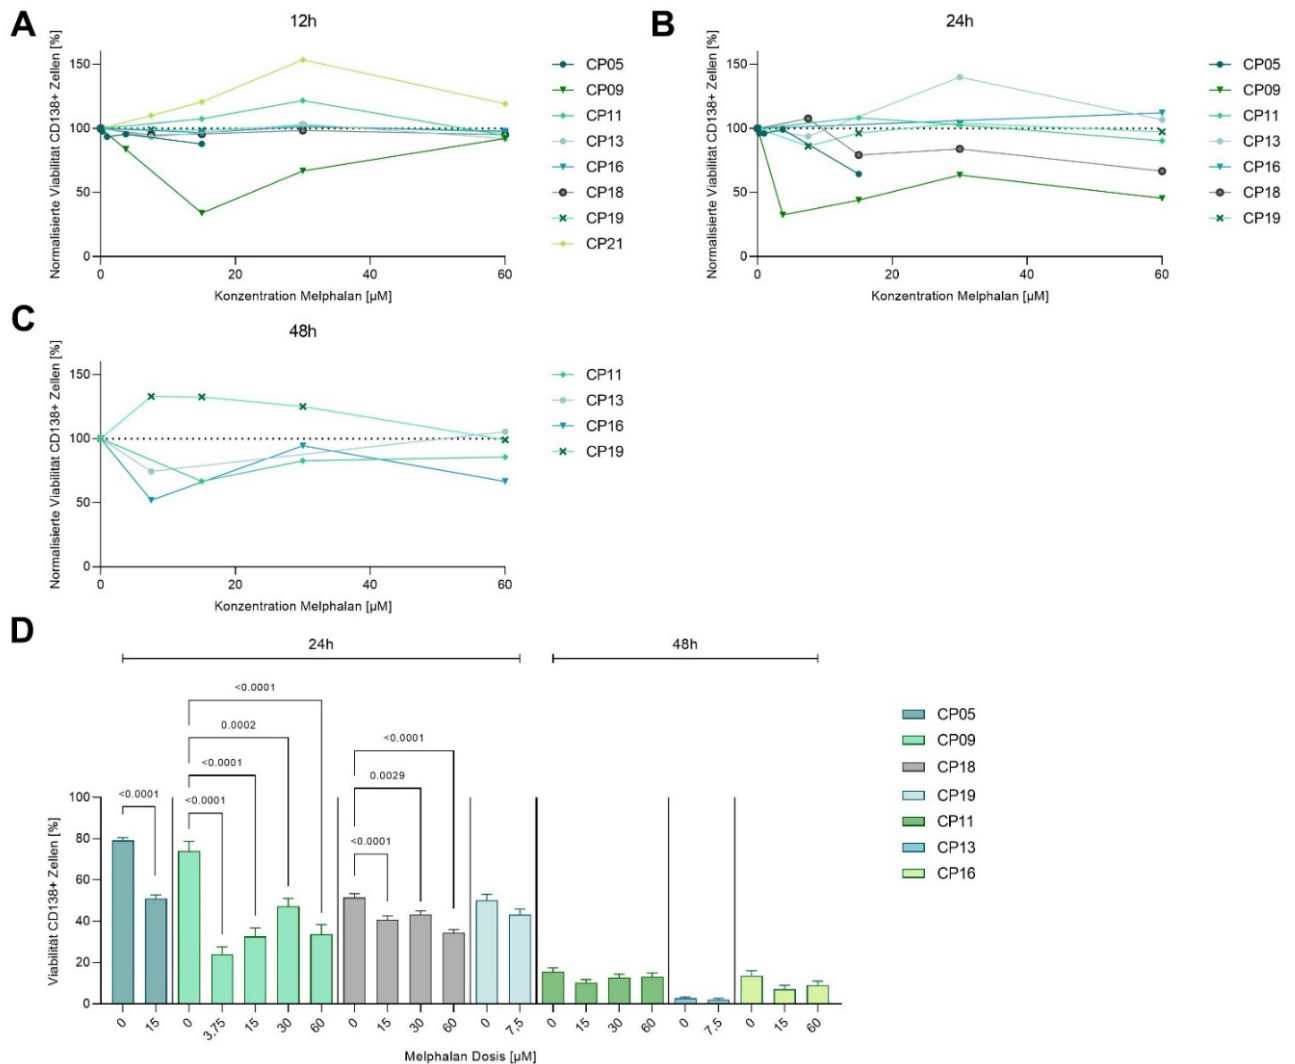 A
12h
Normalisierte Viabilität CD138+ Zellen [%]
150
100
50
0
0 20 40 60
Konzentration Melphalan [µM]
CP05
CP09
CP11
CP13
CP16
CP18
CP19
CP21
B
24h
Normalisierte Viabilität CD138+ Zellen [%]
150
100
50
0
0 20 40 60
Konzentration Melphalan [µM]
CP05
CP09
CP11
CP13
CP16
CP18
CP19
C
48h
Normalisierte Viabilität CD138+ Zellen [%]
150
100
50
0
0 20 40 60
Konzentration Melphalan [µM]
CP11
CP13
CP16
CP19
D
24h 48h
<0.0001
0.0002
<0.0001
<0.0001 <0.0001
<0.0001
0.0029
<0.0001
Viabilität CD138+ Zellen [%]
100
80
60
40
20
0
0 15 0 3,75 15 30 60 0 15 30 60 0 7,5 0 15 30 60 0 7,5 0 15 60
Melphalan Dosis [µM]
CP05
CP09
CP18
CP19
CP11
CP13
CP16